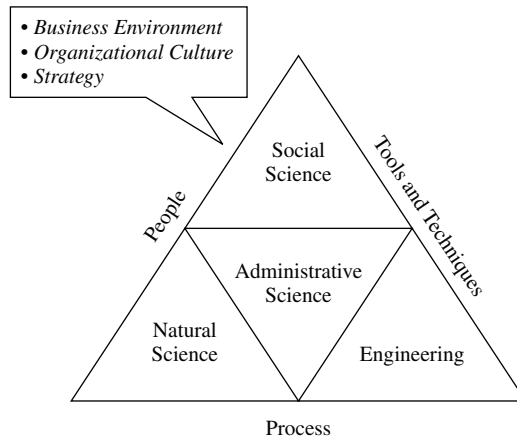 • Business Environment
• Organizational Culture
• Strategy
Social
Science
People
Tools and Techniques
Administrative
Science
Natural
Science
Engineering
Process